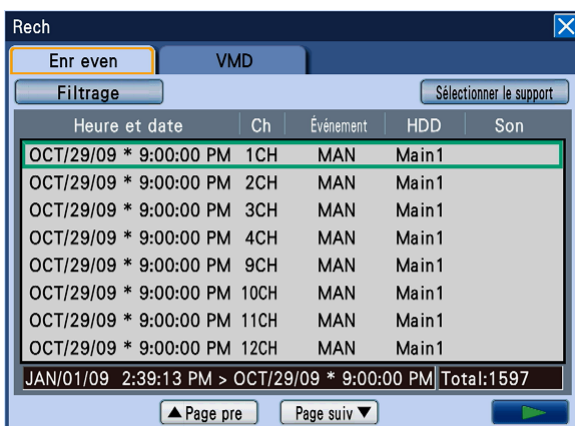 Rech
Enr even VMD
Filtrage Sélectionner le support
Heure et date Ch Événement HDD Son
OCT/29/09 * 9:00:00 PM 1CH MAN Main1
OCT/29/09 * 9:00:00 PM 2CH MAN Main1
OCT/29/09 * 9:00:00 PM 3CH MAN Main1
OCT/29/09 * 9:00:00 PM 4CH MAN Main1
OCT/29/09 * 9:00:00 PM 9CH MAN Main1
OCT/29/09 * 9:00:00 PM 10CH MAN Main1
OCT/29/09 * 9:00:00 PM 11CH MAN Main1
OCT/29/09 * 9:00:00 PM 12CH MAN Main1
JAN/01/09 2:39:13 PM > OCT/29/09 * 9:00:00 PM Total:1597
▲ Page pre Page suiv ▼